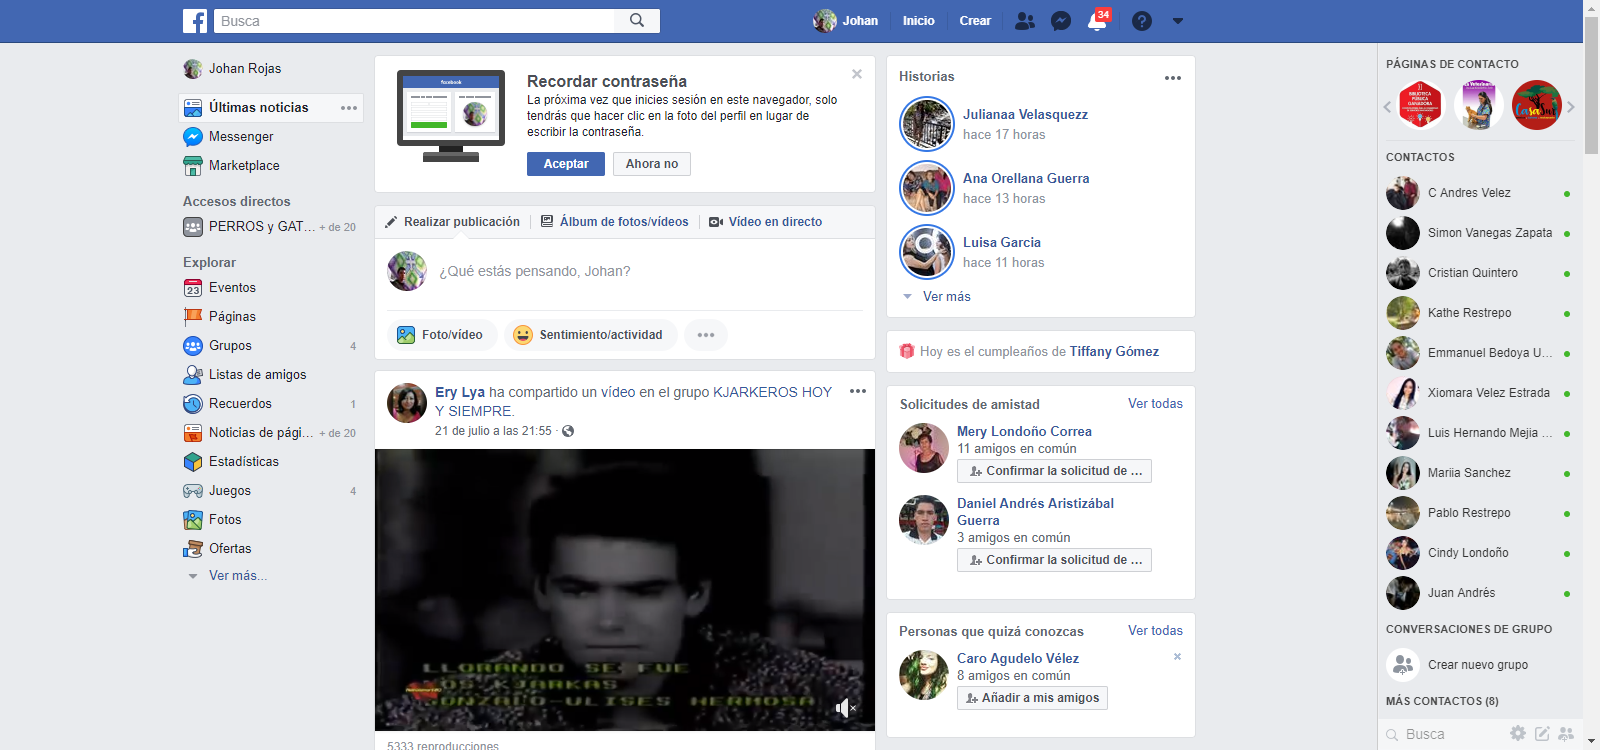 Busca
Johan
Inicio
Crear
34
Johan Rojas
Últimas noticias
Messenger
Marketplace
Accesos directos
PERROS y GAT... + de 20
Explorar
23
Eventos
Páginas
Grupos 4
Listas de amigos
Recuerdos 1
Noticias de pági... + de 20
Estadísticas
Juegos 4
Fotos
Ofertas
Ver más...
facebook
Recordar contraseña
La próxima vez que inicies sesión en este navegador, solo
tendrás que hacer clic en la foto del perfil en lugar de
escribir la contraseña.
Aceptar
Ahora no
Realizar publicación
Álbum de fotos/vídeos
Vídeo en directo
¿Qué estás pensando, Johan?
Foto/vídeo
Sentimiento/actividad
Ery Lya ha compartido un vídeo en el grupo KJARKEROS HOY
Y SIEMPRE.
21 de julio a las 21:55 ·
LLORANDO SE FUE
OS KJARKAS
ONZALO-ULISES HERMOSA
5333 reproducciones
Historias
Julianaa Velasquezz
hace 17 horas
Ana Orellana Guerra
hace 13 horas
Luisa Garcia
hace 11 horas
Ver más
Hoy es el cumpleaños de Tiffany Gómez
Solicitudes de amistad
Ver todas
Mery Londoño Correa
11 amigos en común
Confirmar la solicitud de ...
Daniel Andrés Aristizábal
Guerra
3 amigos en común
Confirmar la solicitud de ...
Personas que quizá conozcas
Ver todas
Caro Agudelo Vélez
8 amigos en común
Añadir a mis amigos
PÁGINAS DE CONTACTO
BIBLIOTECA
PÚBLICA
GANADORA
CONTACTOS
C Andres Velez
Simon Vanegas Zapata
Cristian Quintero
Kathe Restrepo
Emmanuel Bedoya U...
Xiomara Velez Estrada
Luis Hernando Mejia ...
Mariia Sanchez
Pablo Restrepo
Cindy Londoño
Juan Andrés
CONVERSACIONES DE GRUPO
Crear nuevo grupo
MÁS CONTACTOS (8)
Busca